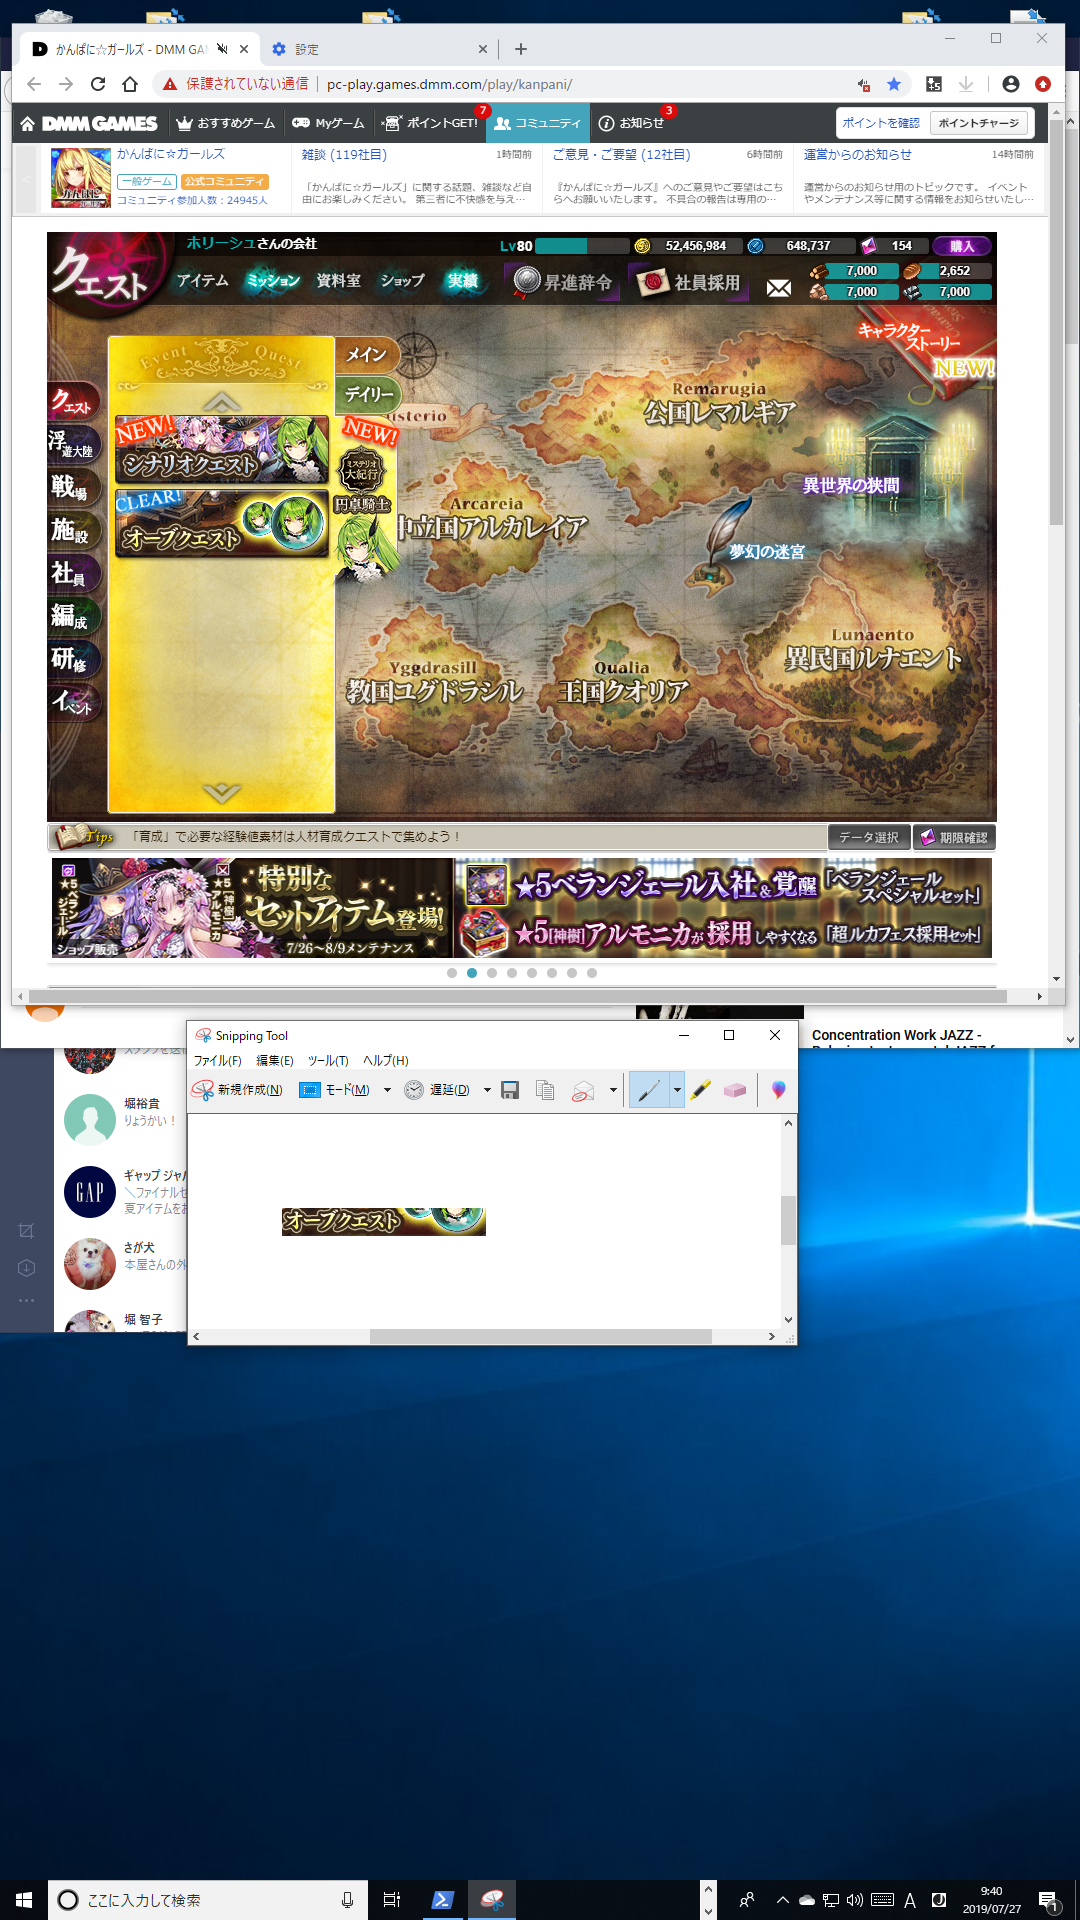 かんぱに☆ガールズ - DMM GA
設定
保護されていない通信 | pc-play.games.dmm.com/play/kanpani/
DMM GAMES
おすすめゲーム
Myゲーム
ポイントGET!
7
コミュニティ
お知らせ
3
ポイントを確認
ポイントチャージ
かんぱに☆ガールズ
一般ゲーム
公式コミュニティ
コミュニティ参加人数：24945人
雑談 (119社目)
1時間前
「かんぱに☆ガールズ」に関する話題、雑談など自
由にお楽しみください。 第三者に不快感を与え…
ご意見・ご要望 (12社目)
6時間前
『かんぱに☆ガールズ』へのご意見やご要望はこち
らへお願いいたします。 不具合の報告は専用の…
運営からのお知らせ
14時間前
運営からのお知らせ用のトピックです。 イベント
やメンテナンス等に関する情報をお知らせいたし…
クエスト
ホリーシュさんの会社
Lv80
52,456,984
648,737
154
購入
アイテム
ミッション
資料室
ショップ
実績
昇進辞令
社員採用
7,000
2,652
7,000
7,000
キャラクター
ストーリー
NEW!
Event Quest
メイン
デイリー
NEW!
シナリオクエスト
CLEAR!
オーブクエスト
NEW!
ミステリオ
大紀行
円卓騎士
クエスト
浮遊大陸
戦場
施設
社員
編成
研修
イベント
isterio
Remarugia
公国レマルギア
Arcareia
中立国アルカレイア
異世界の狭間
夢幻の迷宮
Yggdrasill
教国ユグドラシル
Qualia
王国クオリア
Lunaento
異民国ルナエント
Tips
「育成」で必要な経験値素材は人材育成クエストで集めよう！
データ選択
期限確認
★5ベランジェール
★5[神樹]アルモニカ
ショップ販売
特別な
セットアイテム登場!
7/26～8/9メンテナンス
★5ベランジェール入社&覚醒
「ベランジェール
スペシャルセット」
★5[神樹]アルモニカが採用しやすくなる
「超ルカフェス採用セット」
Concentration Work JAZZ -
Snipping Tool
ファイル(F)
編集(E)
ツール(T)
ヘルプ(H)
新規作成(N)
モード(M)
遅延(D)
オーブクエスト
堀裕貴
りょうかい！
GAP
ギャップ ジャパ
＼ファイナルセ
夏アイテムをお
さが犬
本屋さんの外
堀 智子
ここに入力して検索
A
9:40
2019/07/27
1